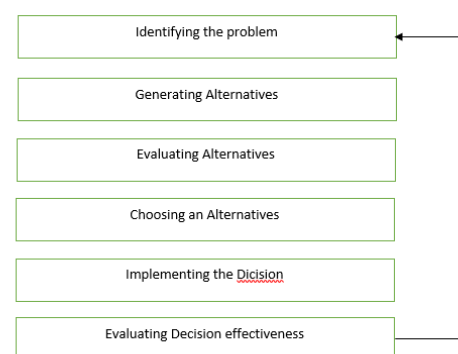 Identifying the problem
Generating Alternatives
Evaluating Alternatives
Choosing an Alternatives
Implementing the Dicision
Evaluating Decision effectiveness